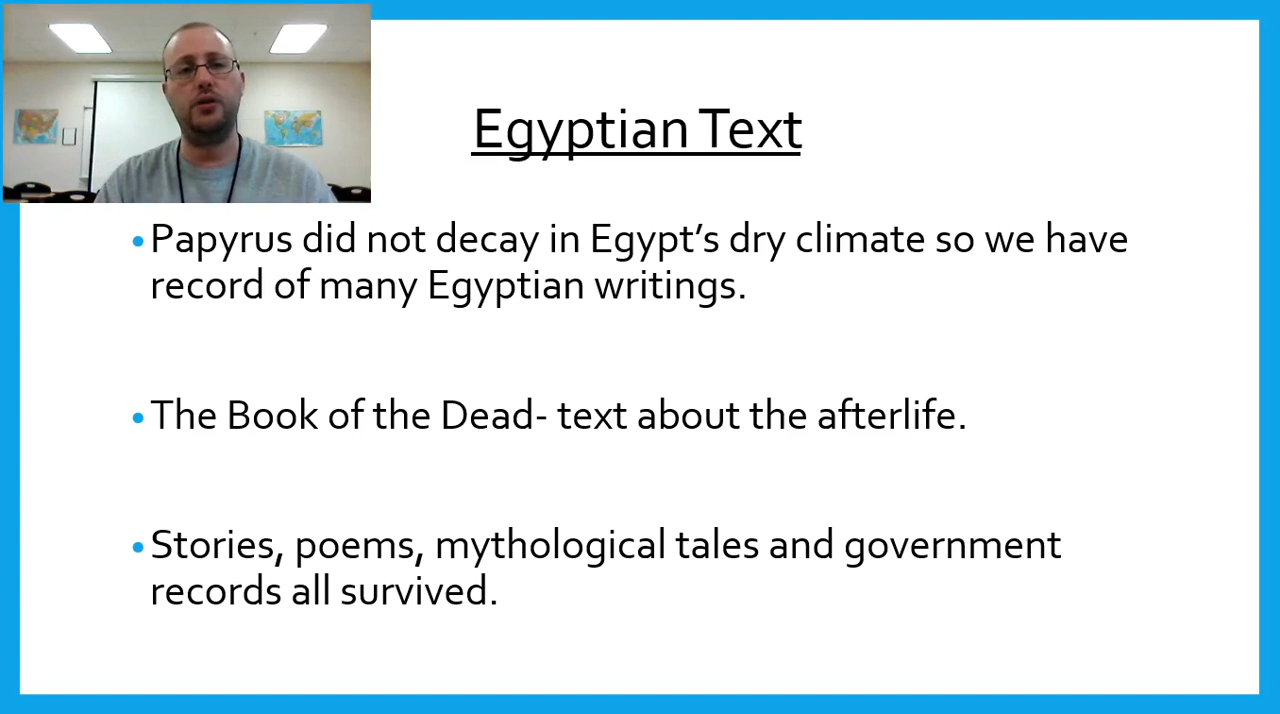 Egyptian Text
•Papyrus did not decay in Egypt’s dry climate so we have
record of many Egyptian writings.
•The Book of the Dead- text about the afterlife.
•Stories, poems, mythological tales and government
records all survived.